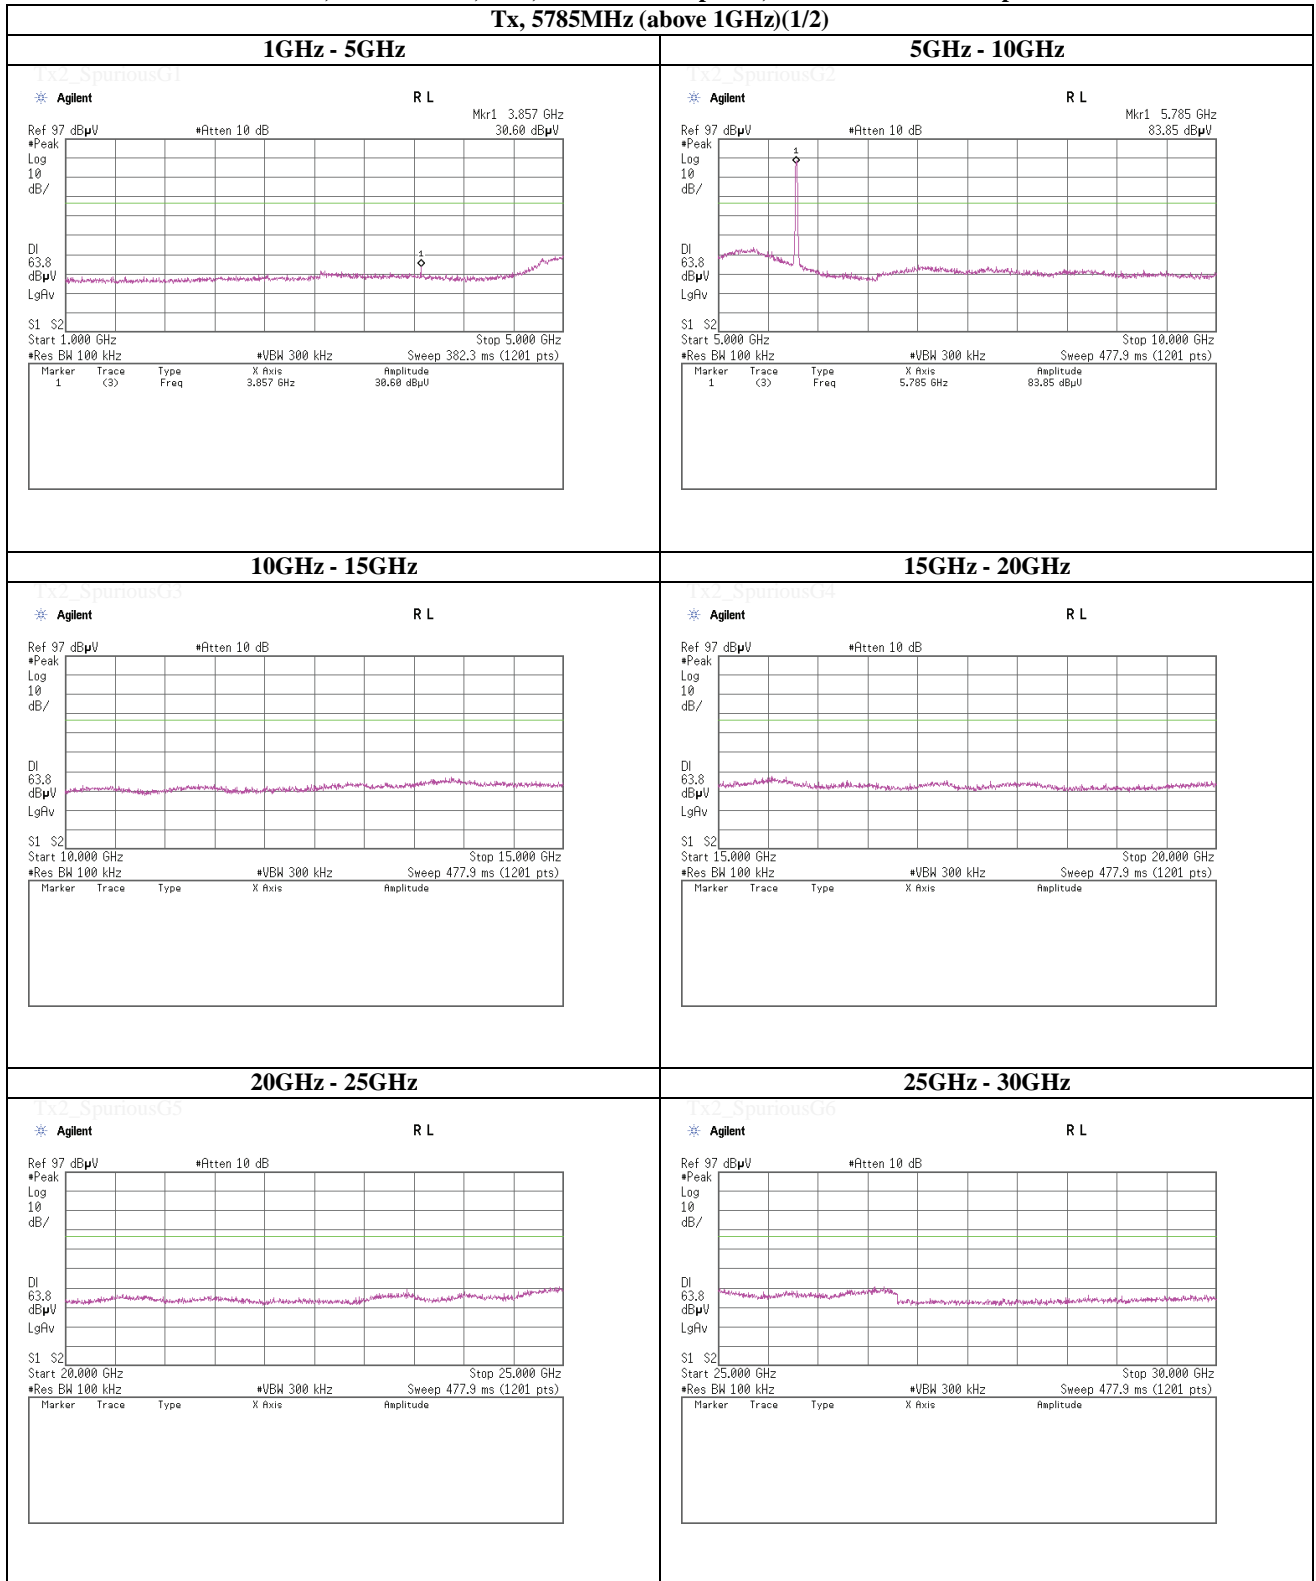 Tx, 5785MHz (above 1GHz)(1/2)
1GHz - 5GHz
Tx2_SpuriousG1
Agilent
R L
Mkr1 3.857 GHz
Ref 97 dBµV #Atten 10 dB 30.60 dBµV
#Peak
Log
10
dB/
1
DI
63.8
dBµV
LgAv
S1 S2
Start 1.000 GHz Stop 5.000 GHz
#Res BW 100 kHz #VBW 300 kHz Sweep 382.3 ms (1201 pts)
Marker Trace Type X Axis Amplitude
1 (3) Freq 3.857 GHz 30.60 dBµV
5GHz - 10GHz
Tx2_SpuriousG2
Agilent
R L
Mkr1 5.785 GHz
Ref 97 dBµV #Atten 10 dB 83.85 dBµV
#Peak
Log
10
dB/
1
DI
63.8
dBµV
LgAv
S1 S2
Start 5.000 GHz Stop 10.000 GHz
#Res BW 100 kHz #VBW 300 kHz Sweep 477.9 ms (1201 pts)
Marker Trace Type X Axis Amplitude
1 (3) Freq 5.785 GHz 83.85 dBµV
10GHz - 15GHz
Tx2_SpuriousG3
Agilent
R L
Ref 97 dBµV #Atten 10 dB
#Peak
Log
10
dB/
DI
63.8
dBµV
LgAv
S1 S2
Start 10.000 GHz Stop 15.000 GHz
#Res BW 100 kHz #VBW 300 kHz Sweep 477.9 ms (1201 pts)
Marker Trace Type X Axis Amplitude
15GHz - 20GHz
Tx2_SpuriousG4
Agilent
R L
Ref 97 dBµV #Atten 10 dB
#Peak
Log
10
dB/
DI
63.8
dBµV
LgAv
S1 S2
Start 15.000 GHz Stop 20.000 GHz
#Res BW 100 kHz #VBW 300 kHz Sweep 477.9 ms (1201 pts)
Marker Trace Type X Axis Amplitude
20GHz - 25GHz
Tx2_SpuriousG5
Agilent
R L
Ref 97 dBµV #Atten 10 dB
#Peak
Log
10
dB/
DI
63.8
dBµV
LgAv
S1 S2
Start 20.000 GHz Stop 25.000 GHz
#Res BW 100 kHz #VBW 300 kHz Sweep 477.9 ms (1201 pts)
Marker Trace Type X Axis Amplitude
25GHz - 30GHz
Tx2_SpuriousG6
Agilent
R L
Ref 97 dBµV #Atten 10 dB
#Peak
Log
10
dB/
DI
63.8
dBµV
LgAv
S1 S2
Start 25.000 GHz Stop 30.000 GHz
#Res BW 100 kHz #VBW 300 kHz Sweep 477.9 ms (1201 pts)
Marker Trace Type X Axis Amplitude